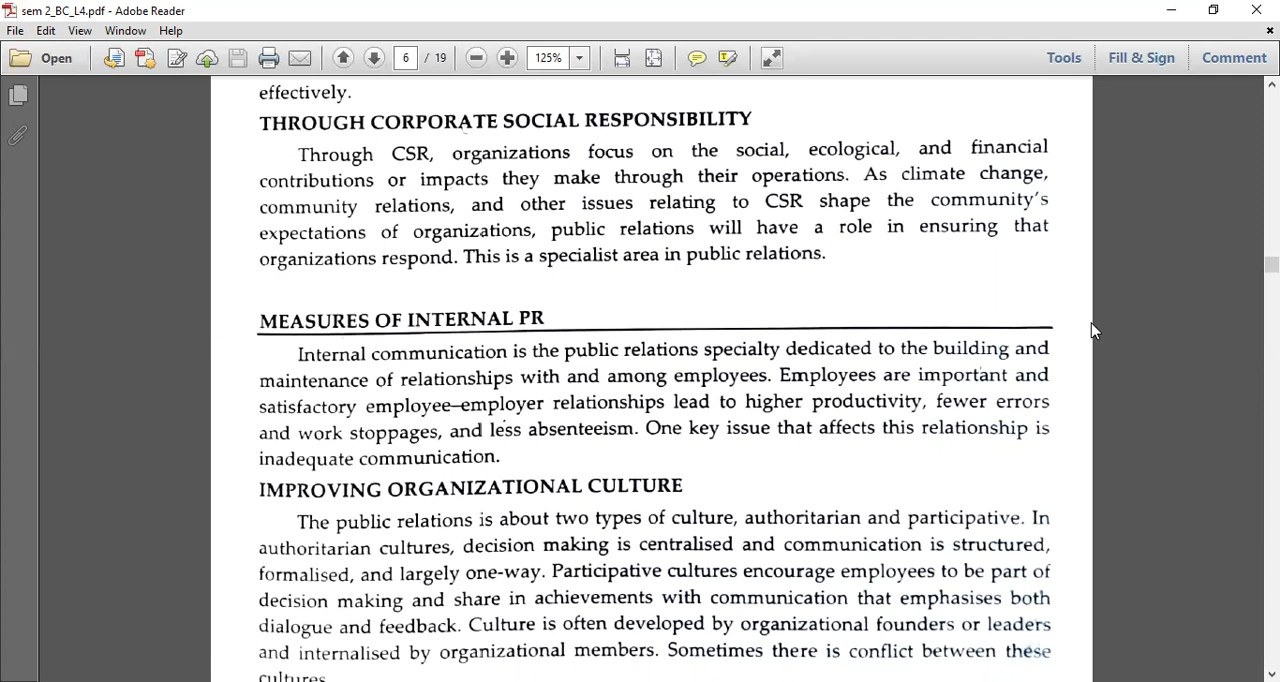 sem 2_BC_L4.pdf - Adobe Reader
File Edit View Window Help
Open 6 / 19 125% Tools Fill & Sign Comment
effectively.
THROUGH CORPORATE SOCIAL RESPONSIBILITY
Through CSR, organizations focus on the social, ecological, and financial
contributions or impacts they make through their operations. As climate change,
community relations, and other issues relating to CSR shape the community's
expectations of organizations, public relations will have a role in ensuring that
organizations respond. This is a specialist area in public relations.
MEASURES OF INTERNAL PR
Internal communication is the public relations specialty dedicated to the building and
maintenance of relationships with and among employees. Employees are important and
satisfactory employee–employer relationships lead to higher productivity, fewer errors
and work stoppages, and less absenteeism. One key issue that affects this relationship is
inadequate communication.
IMPROVING ORGANIZATIONAL CULTURE
The public relations is about two types of culture, authoritarian and participative. In
authoritarian cultures, decision making is centralised and communication is structured,
formalised, and largely one-way. Participative cultures encourage employees to be part of
decision making and share in achievements with communication that emphasises both
dialogue and feedback. Culture is often developed by organizational founders or leaders
and internalised by organizational members. Sometimes there is conflict between these
cultures.